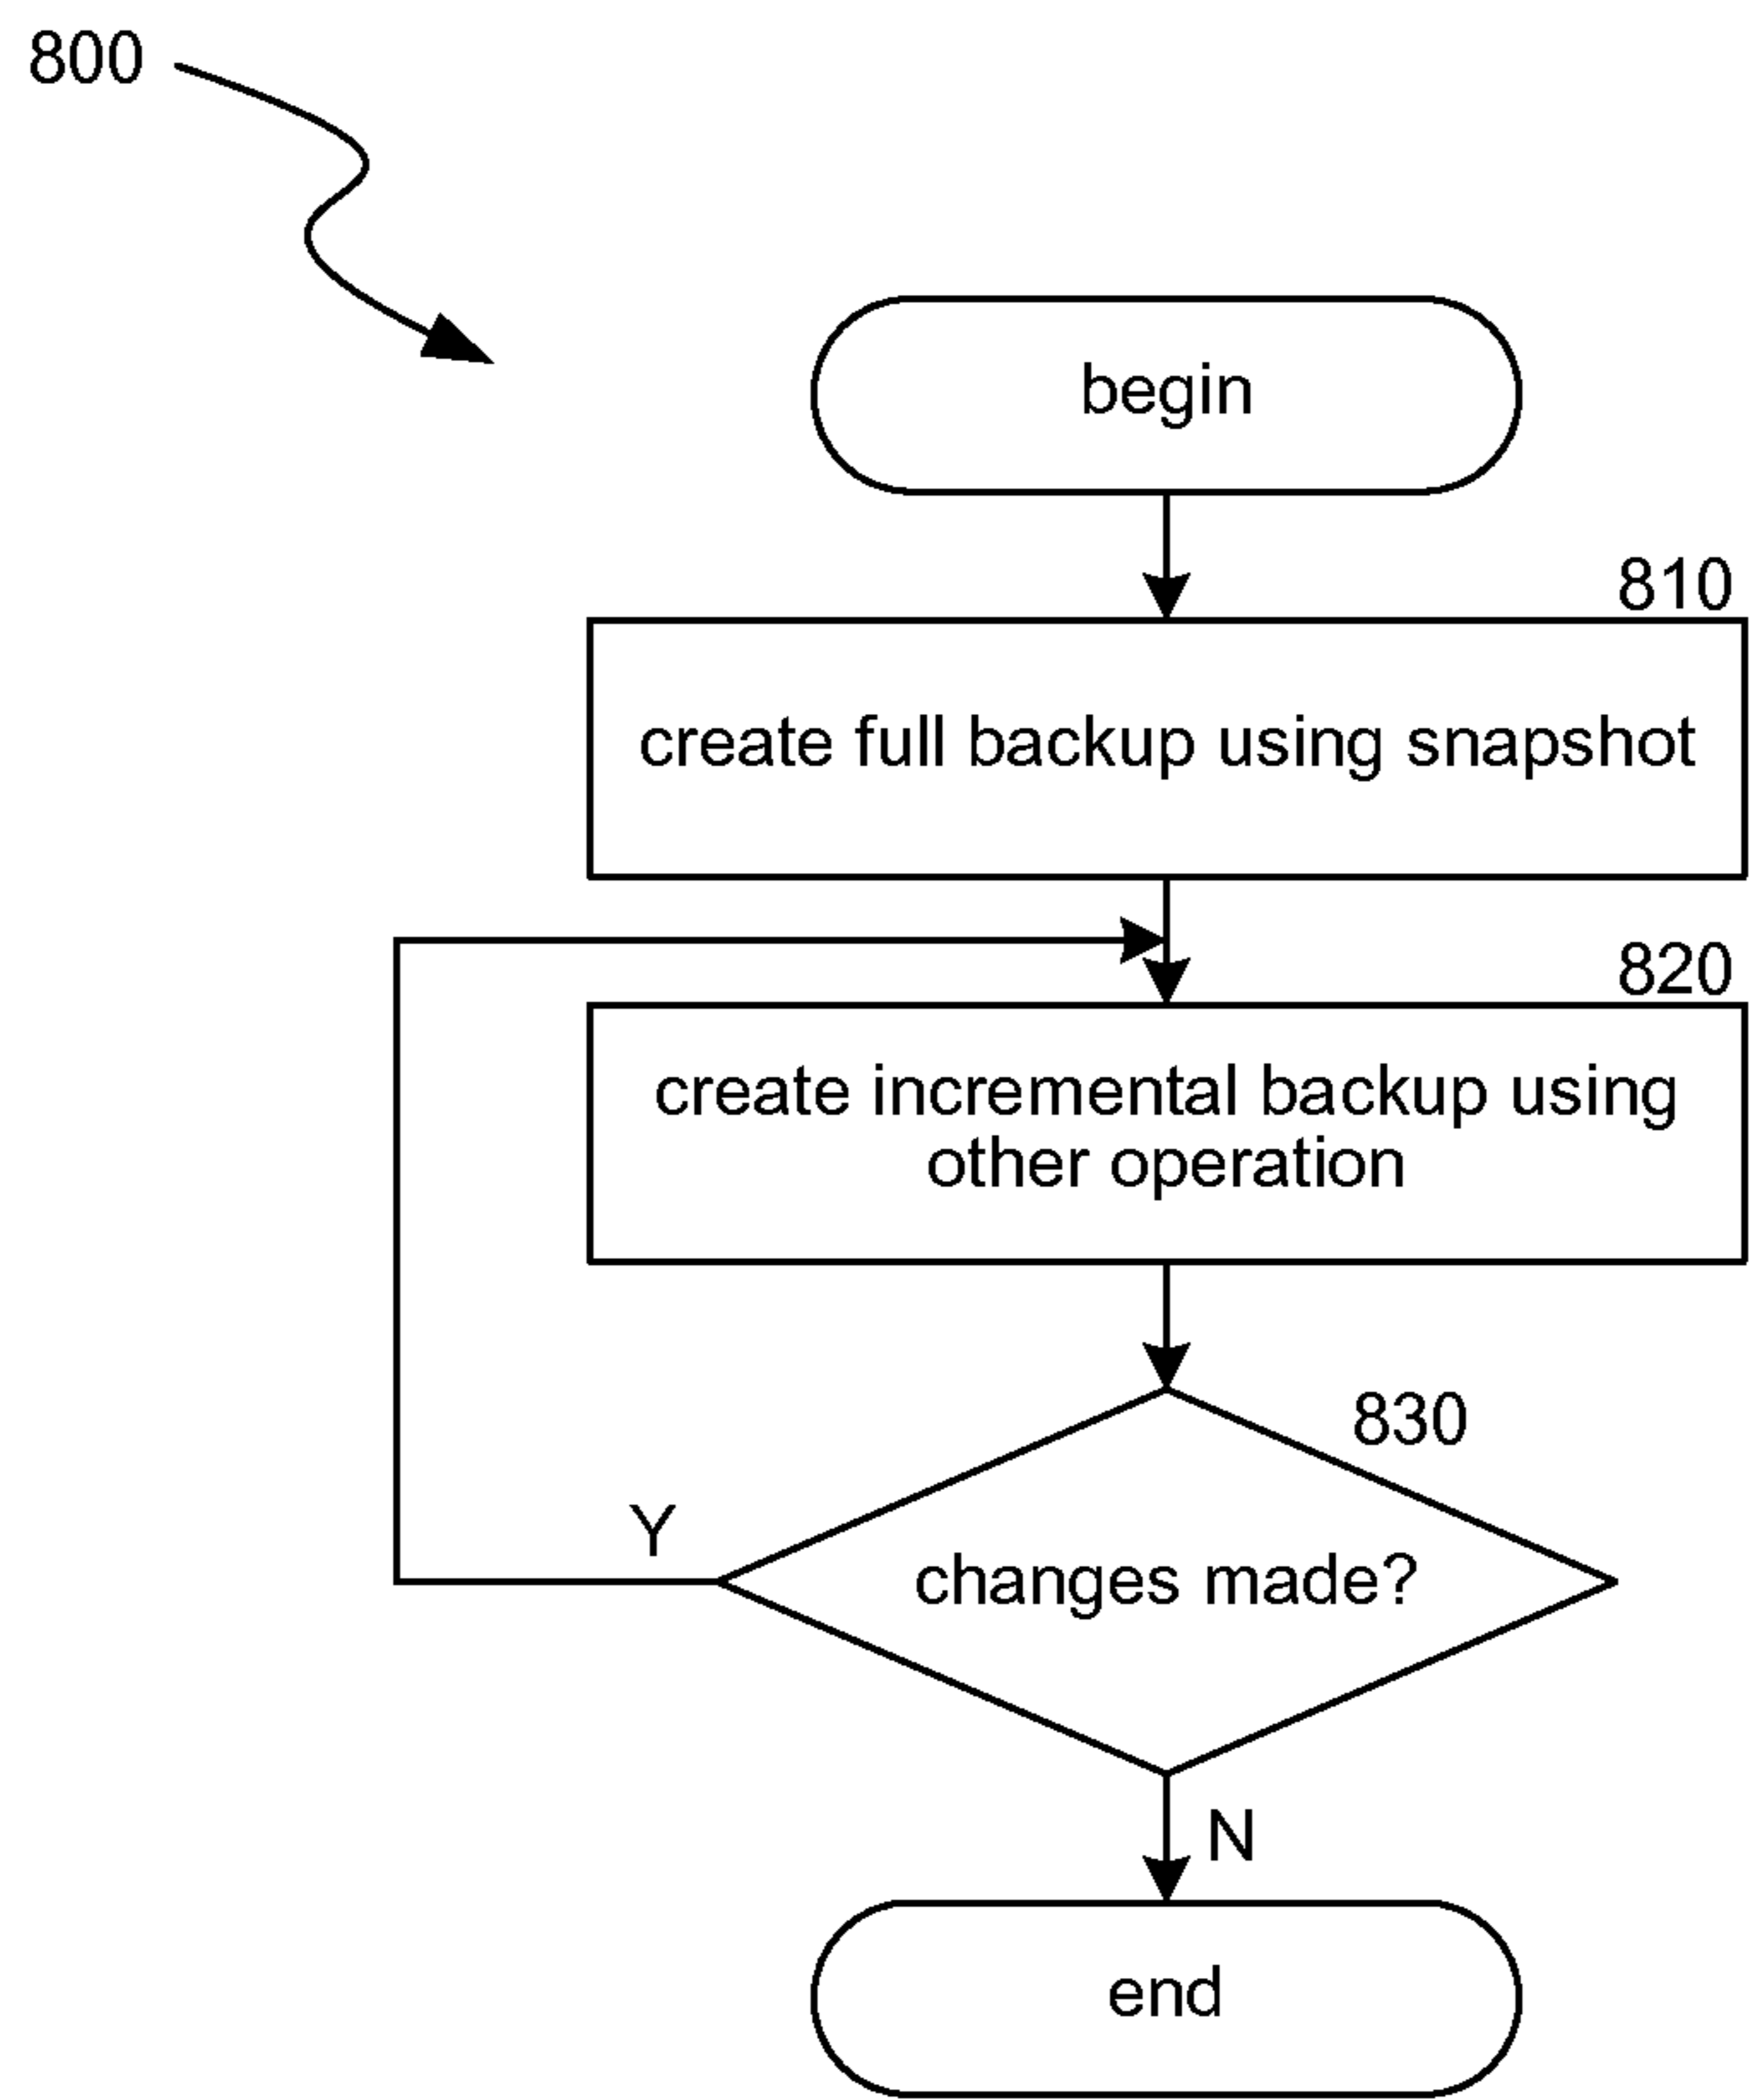 800
begin
810
create full backup using snapshot
820
create incremental backup using
other operation
830
Y
changes made?
N
end